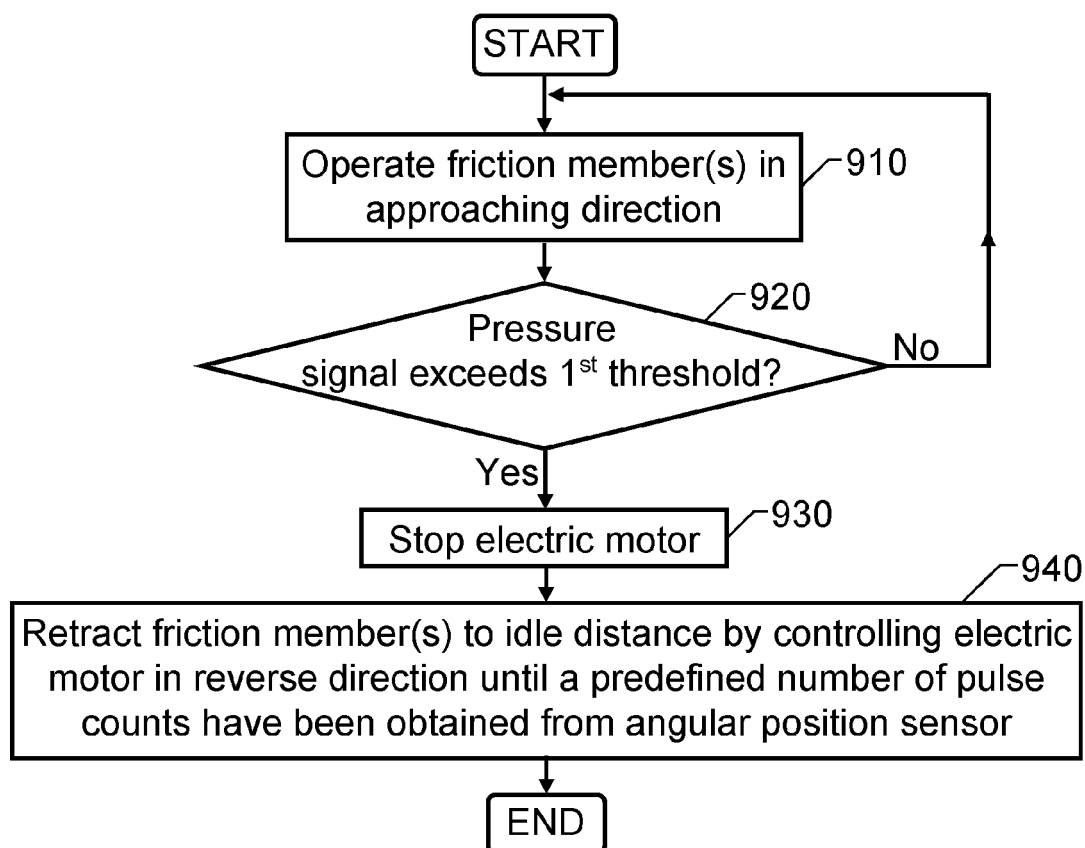 START
Operate friction member(s) in
approaching direction
910
Pressure
signal exceeds 1st threshold?
920
No
Yes
Stop electric motor
930
940
Retract friction member(s) to idle distance by controlling electric
motor in reverse direction until a predefined number of pulse
counts have been obtained from angular position sensor
END